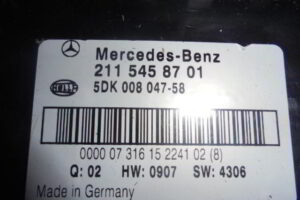 Mercedes-Benz
211 545 87 01
HELLA
5DK 008 047-58
0000 07 316 15 2241 02 (8)
Q: 02 HW: 0907 SW: 4306
Made in Germany